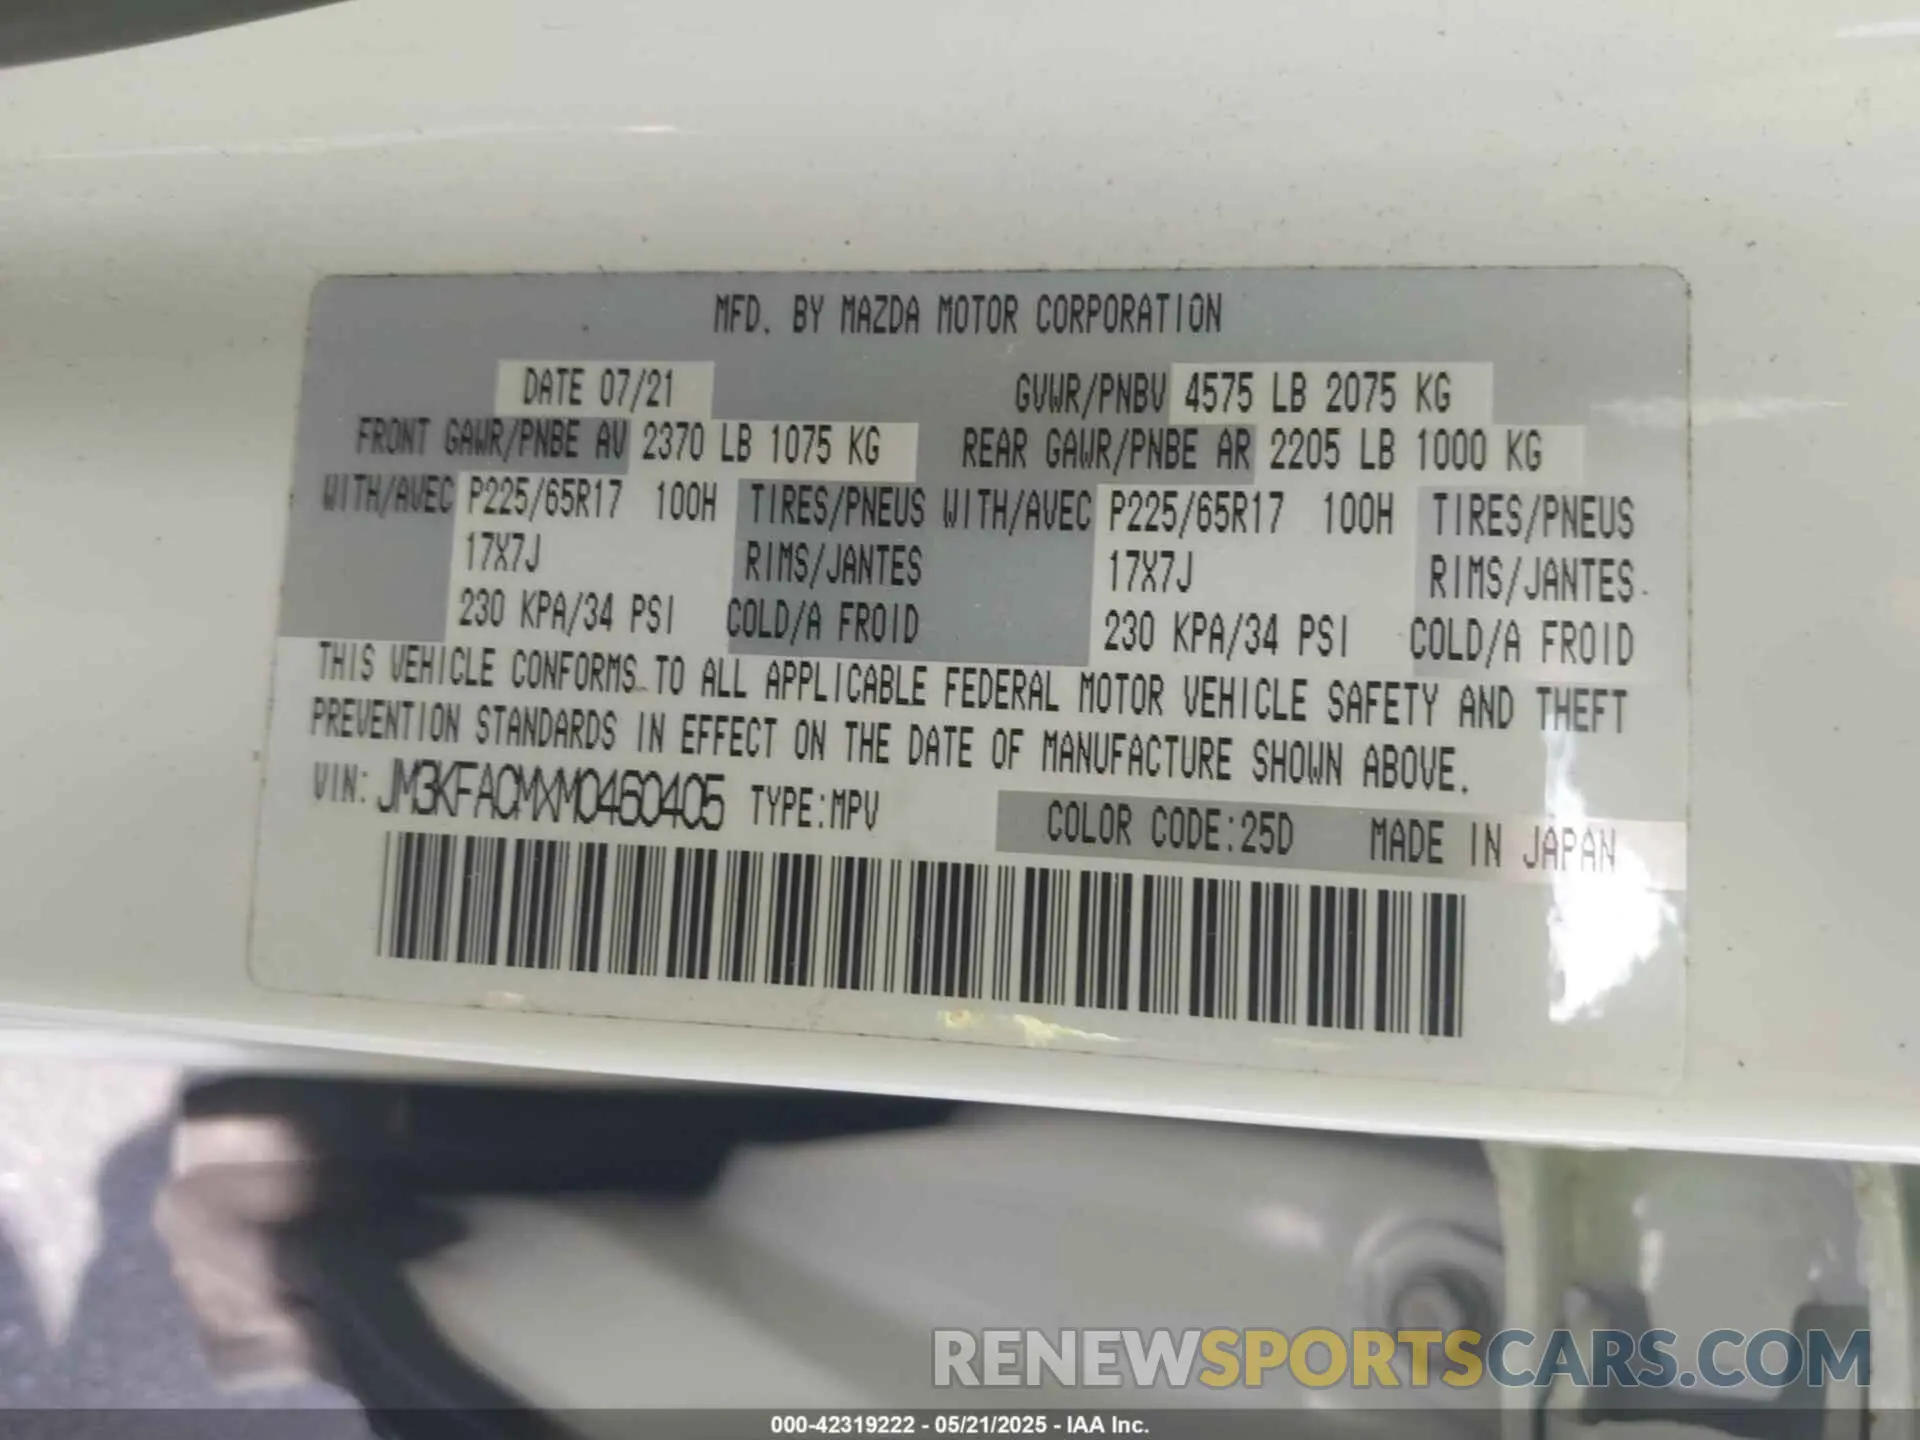 MFD. BY MAZDA MOTOR CORPORATION
DATE 07/21 GVWR/PNBV 4575 LB 2075 KG
FRONT GAWR/PNBE AV 2370 LB 1075 KG REAR GAWR/PNBE AR 2205 LB 1000 KG
WITH/AVEC P225/65R17 100H TIRES/PNEUS WITH/AVEC P225/65R17 100H TIRES/PNEUS
17X7J RIMS/JANTES 17X7J RIMS/JANTES
230 KPA/34 PSI COLD/A FROID 230 KPA/34 PSI COLD/A FROID
THIS VEHICLE CONFORMS TO ALL APPLICABLE FEDERAL MOTOR VEHICLE SAFETY AND THEFT
PREVENTION STANDARDS IN EFFECT ON THE DATE OF MANUFACTURE SHOWN ABOVE.
VIN: JM3KFACMXM0460405 TYPE:MPV COLOR CODE:25D MADE IN JAPAN
RENEWSPORTSCARS.COM
000-42319222 - 05/21/2025 - IAA Inc.